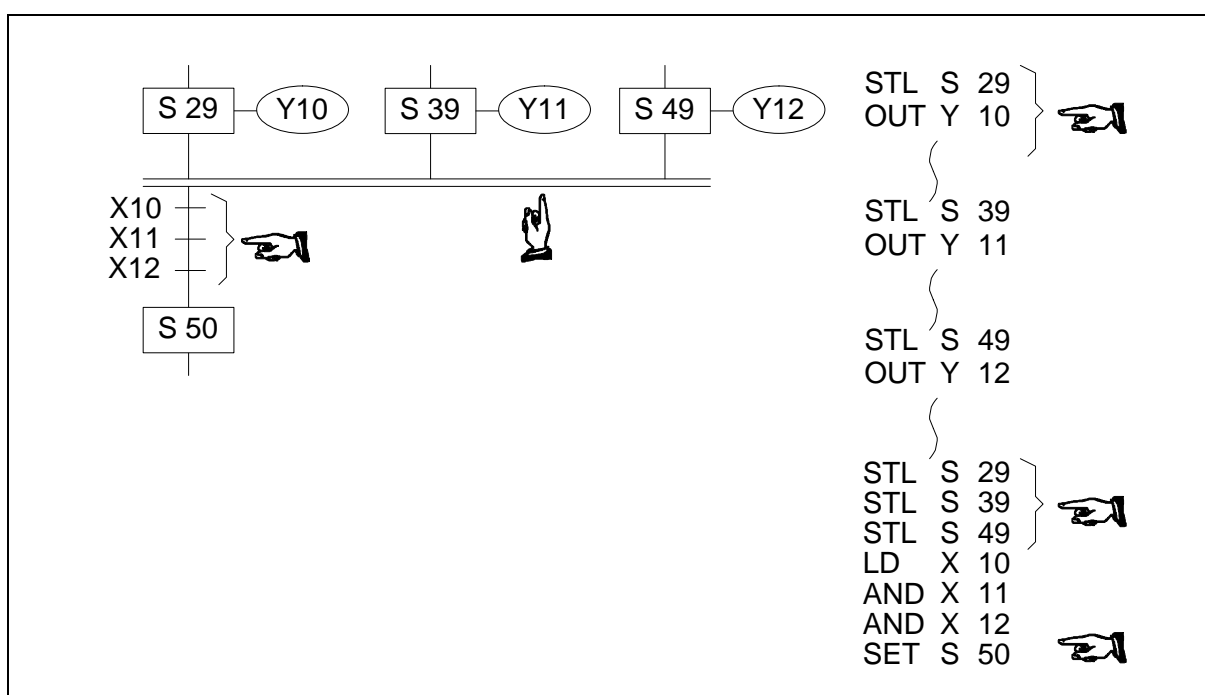 S 29 Y10 S 39 Y11 S 49 Y12
X10
X11
X12
S 50
STL S 29
OUT Y 10
STL S 39
OUT Y 11
STL S 49
OUT Y 12
STL S 29
STL S 39
STL S 49
LD X 10
AND X 11
AND X 12
SET S 50